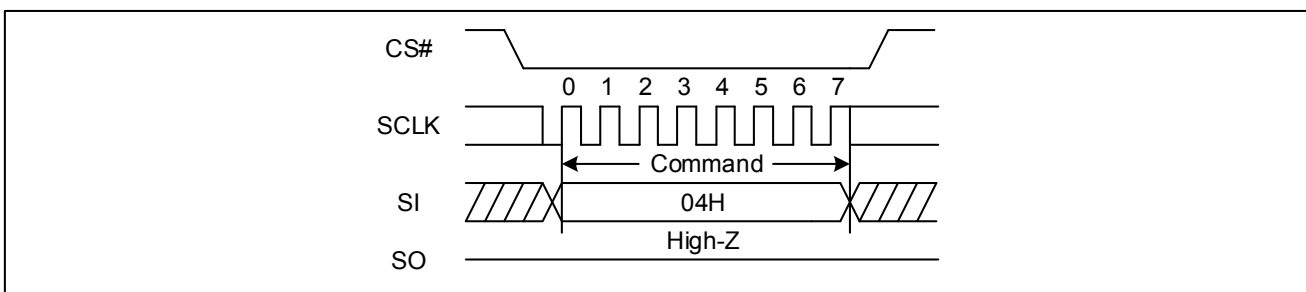 CS#
0 1 2 3 4 5 6 7
SCLK
Command
SI
04H
High-Z
SO